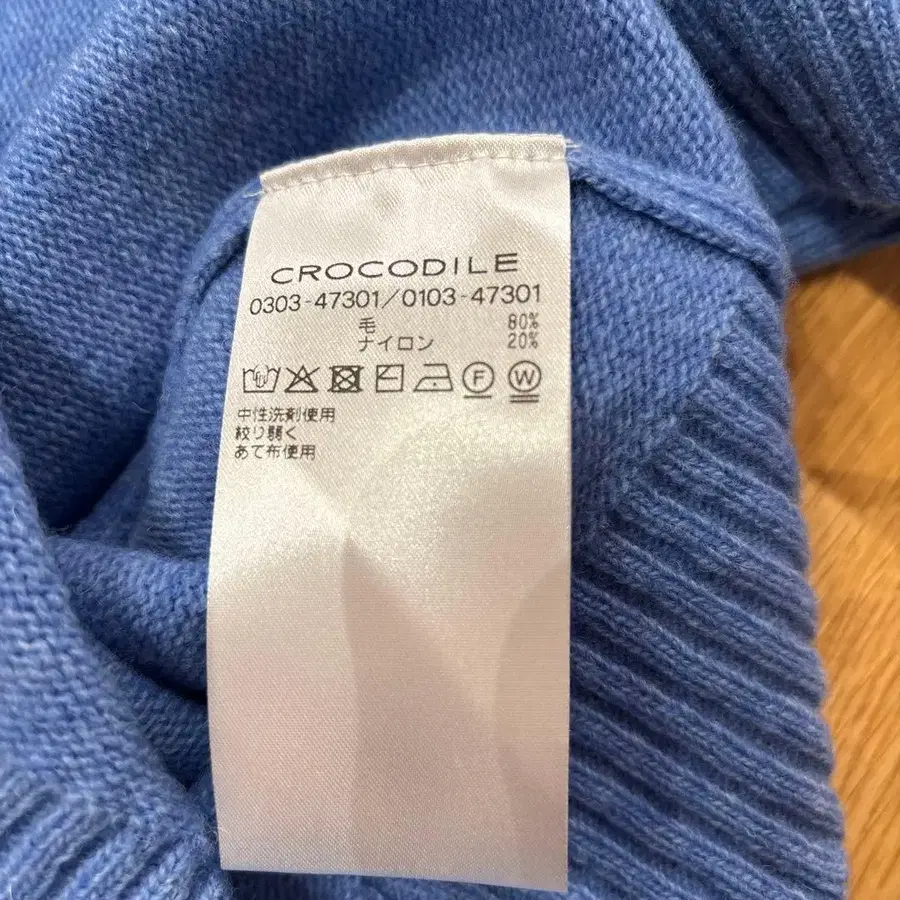 CROCODILE
0303-47301/0103-47301
毛 80%
ナイロン 20%
F W
中性洗剤使用
絞り弱く
あて布使用